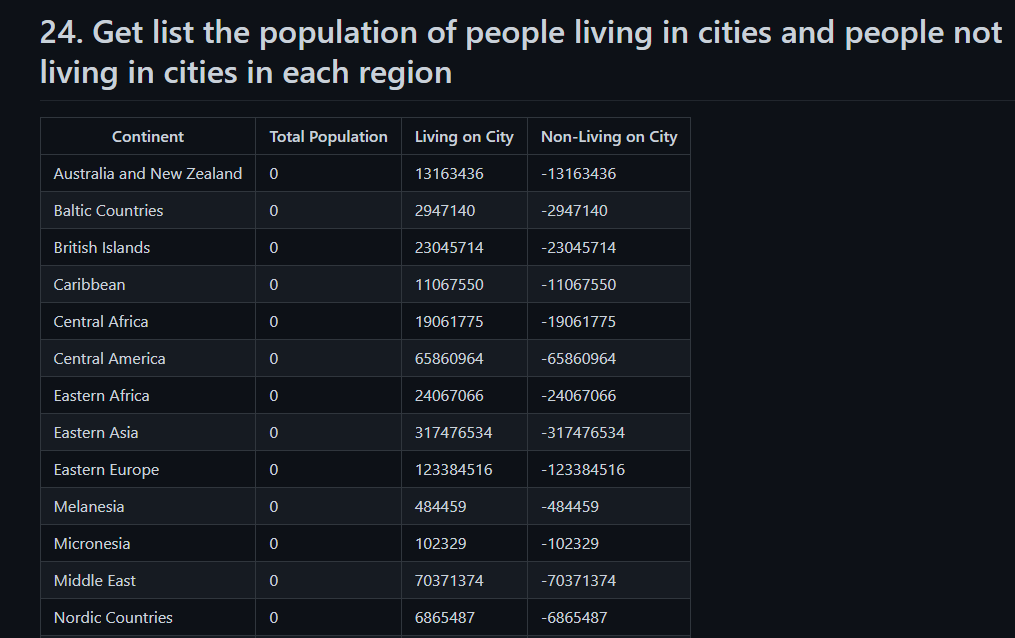 24. Get list the population of people living in cities and people not
living in cities in each region
Continent Total Population Living on City Non-Living on City
Australia and New Zealand 0 13163436 -13163436
Baltic Countries 0 2947140 -2947140
British Islands 0 23045714 -23045714
Caribbean 0 11067550 -11067550
Central Africa 0 19061775 -19061775
Central America 0 65860964 -65860964
Eastern Africa 0 24067066 -24067066
Eastern Asia 0 317476534 -317476534
Eastern Europe 0 123384516 -123384516
Melanesia 0 484459 -484459
Micronesia 0 102329 -102329
Middle East 0 70371374 -70371374
Nordic Countries 0 6865487 -6865487